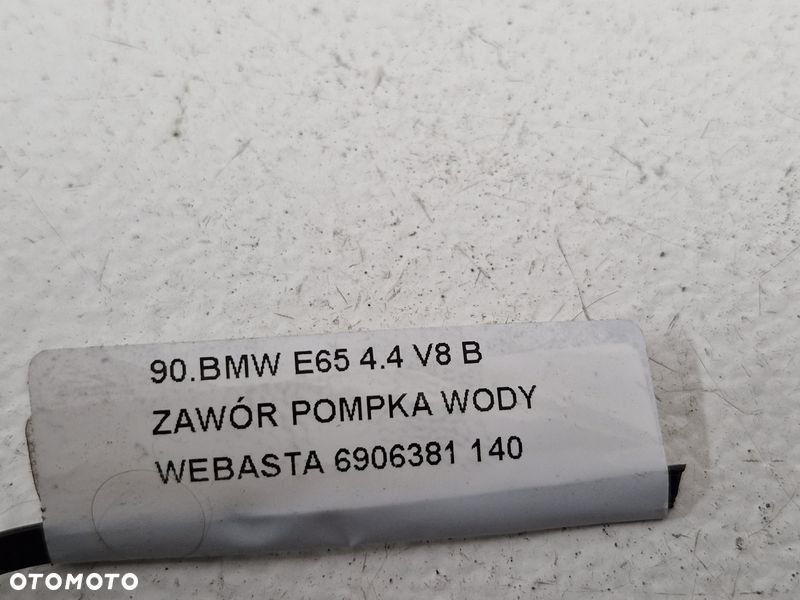 90.BMW E65 4.4 V8 B
ZAWÓR POMPKA WODY
WEBASTA 6906381 140
OTOMOTO